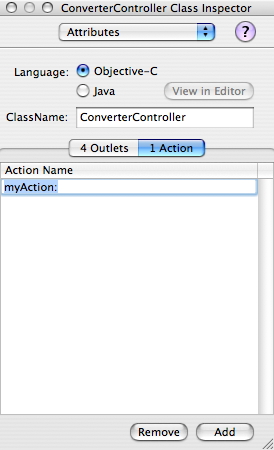 ConverterController Class Inspector
Attributes
?
Language: Objective-C
Java View in Editor
ClassName: ConverterController
4 Outlets 1 Action
Action Name
myAction:
Remove Add